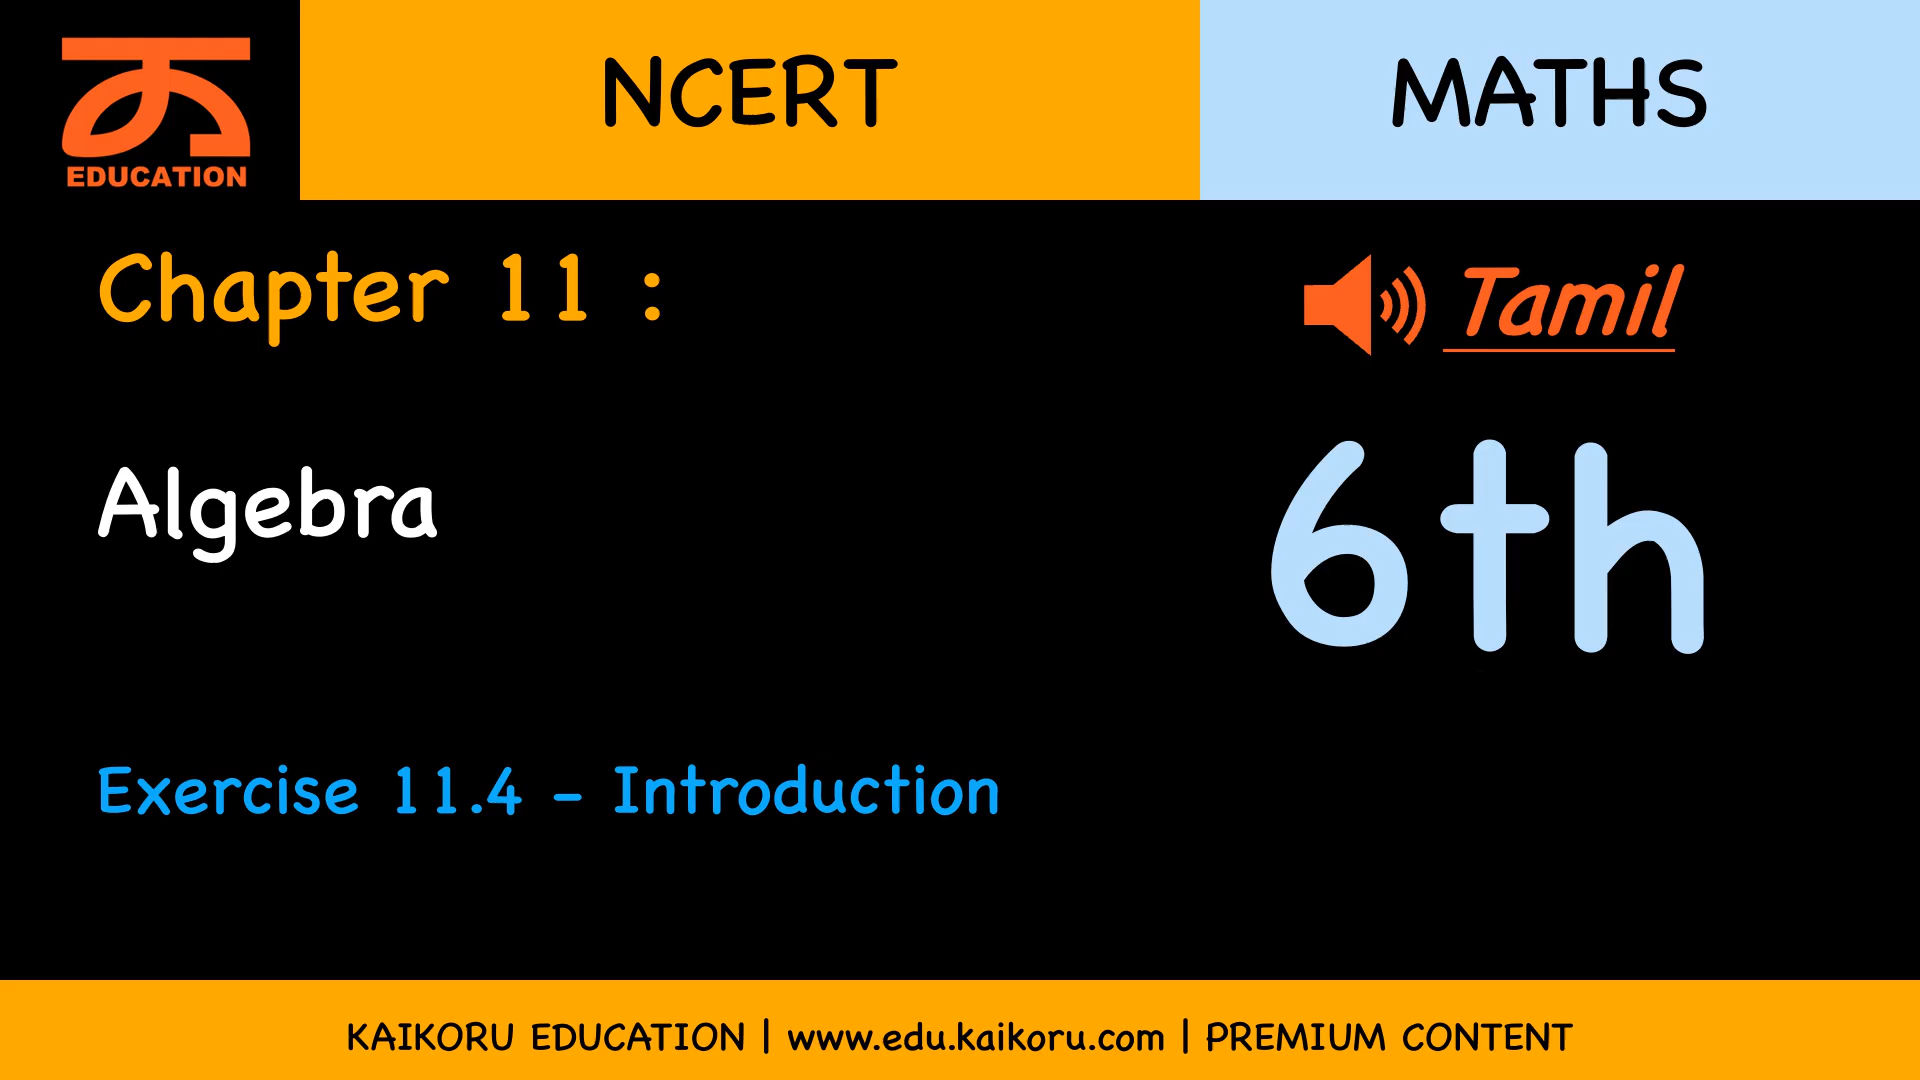 EDUCATION
NCERT
MATHS
Chapter 11 :
Tamil
Algebra
6th
Exercise 11.4 - Introduction
KAIKORU EDUCATION | www.edu.kaikoru.com | PREMIUM CONTENT